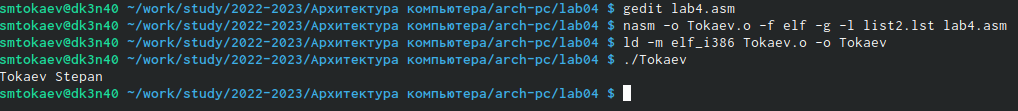 smtokaev@dk3n40 ~/work/study/2022-2023/Архитектура компьютера/arch-pc/lab04 $ gedit lab4.asm
smtokaev@dk3n40 ~/work/study/2022-2023/Архитектура компьютера/arch-pc/lab04 $ nasm -o Tokaev.o -f elf -g -l list2.lst lab4.asm
smtokaev@dk3n40 ~/work/study/2022-2023/Архитектура компьютера/arch-pc/lab04 $ ld -m elf_i386 Tokaev.o -o Tokaev
smtokaev@dk3n40 ~/work/study/2022-2023/Архитектура компьютера/arch-pc/lab04 $ ./Tokaev
Tokaev Stepan
smtokaev@dk3n40 ~/work/study/2022-2023/Архитектура компьютера/arch-pc/lab04 $